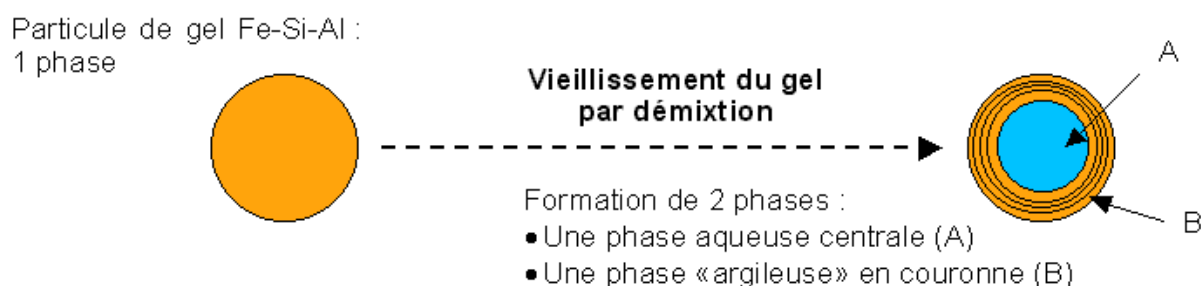 Particule de gel Fe-Si-Al :
1 phase
Vieillissement du gel
par démixtion
A
Formation de 2 phases :
•Une phase aqueuse centrale (A)
•Une phase «argileuse» en couronne (B)
B